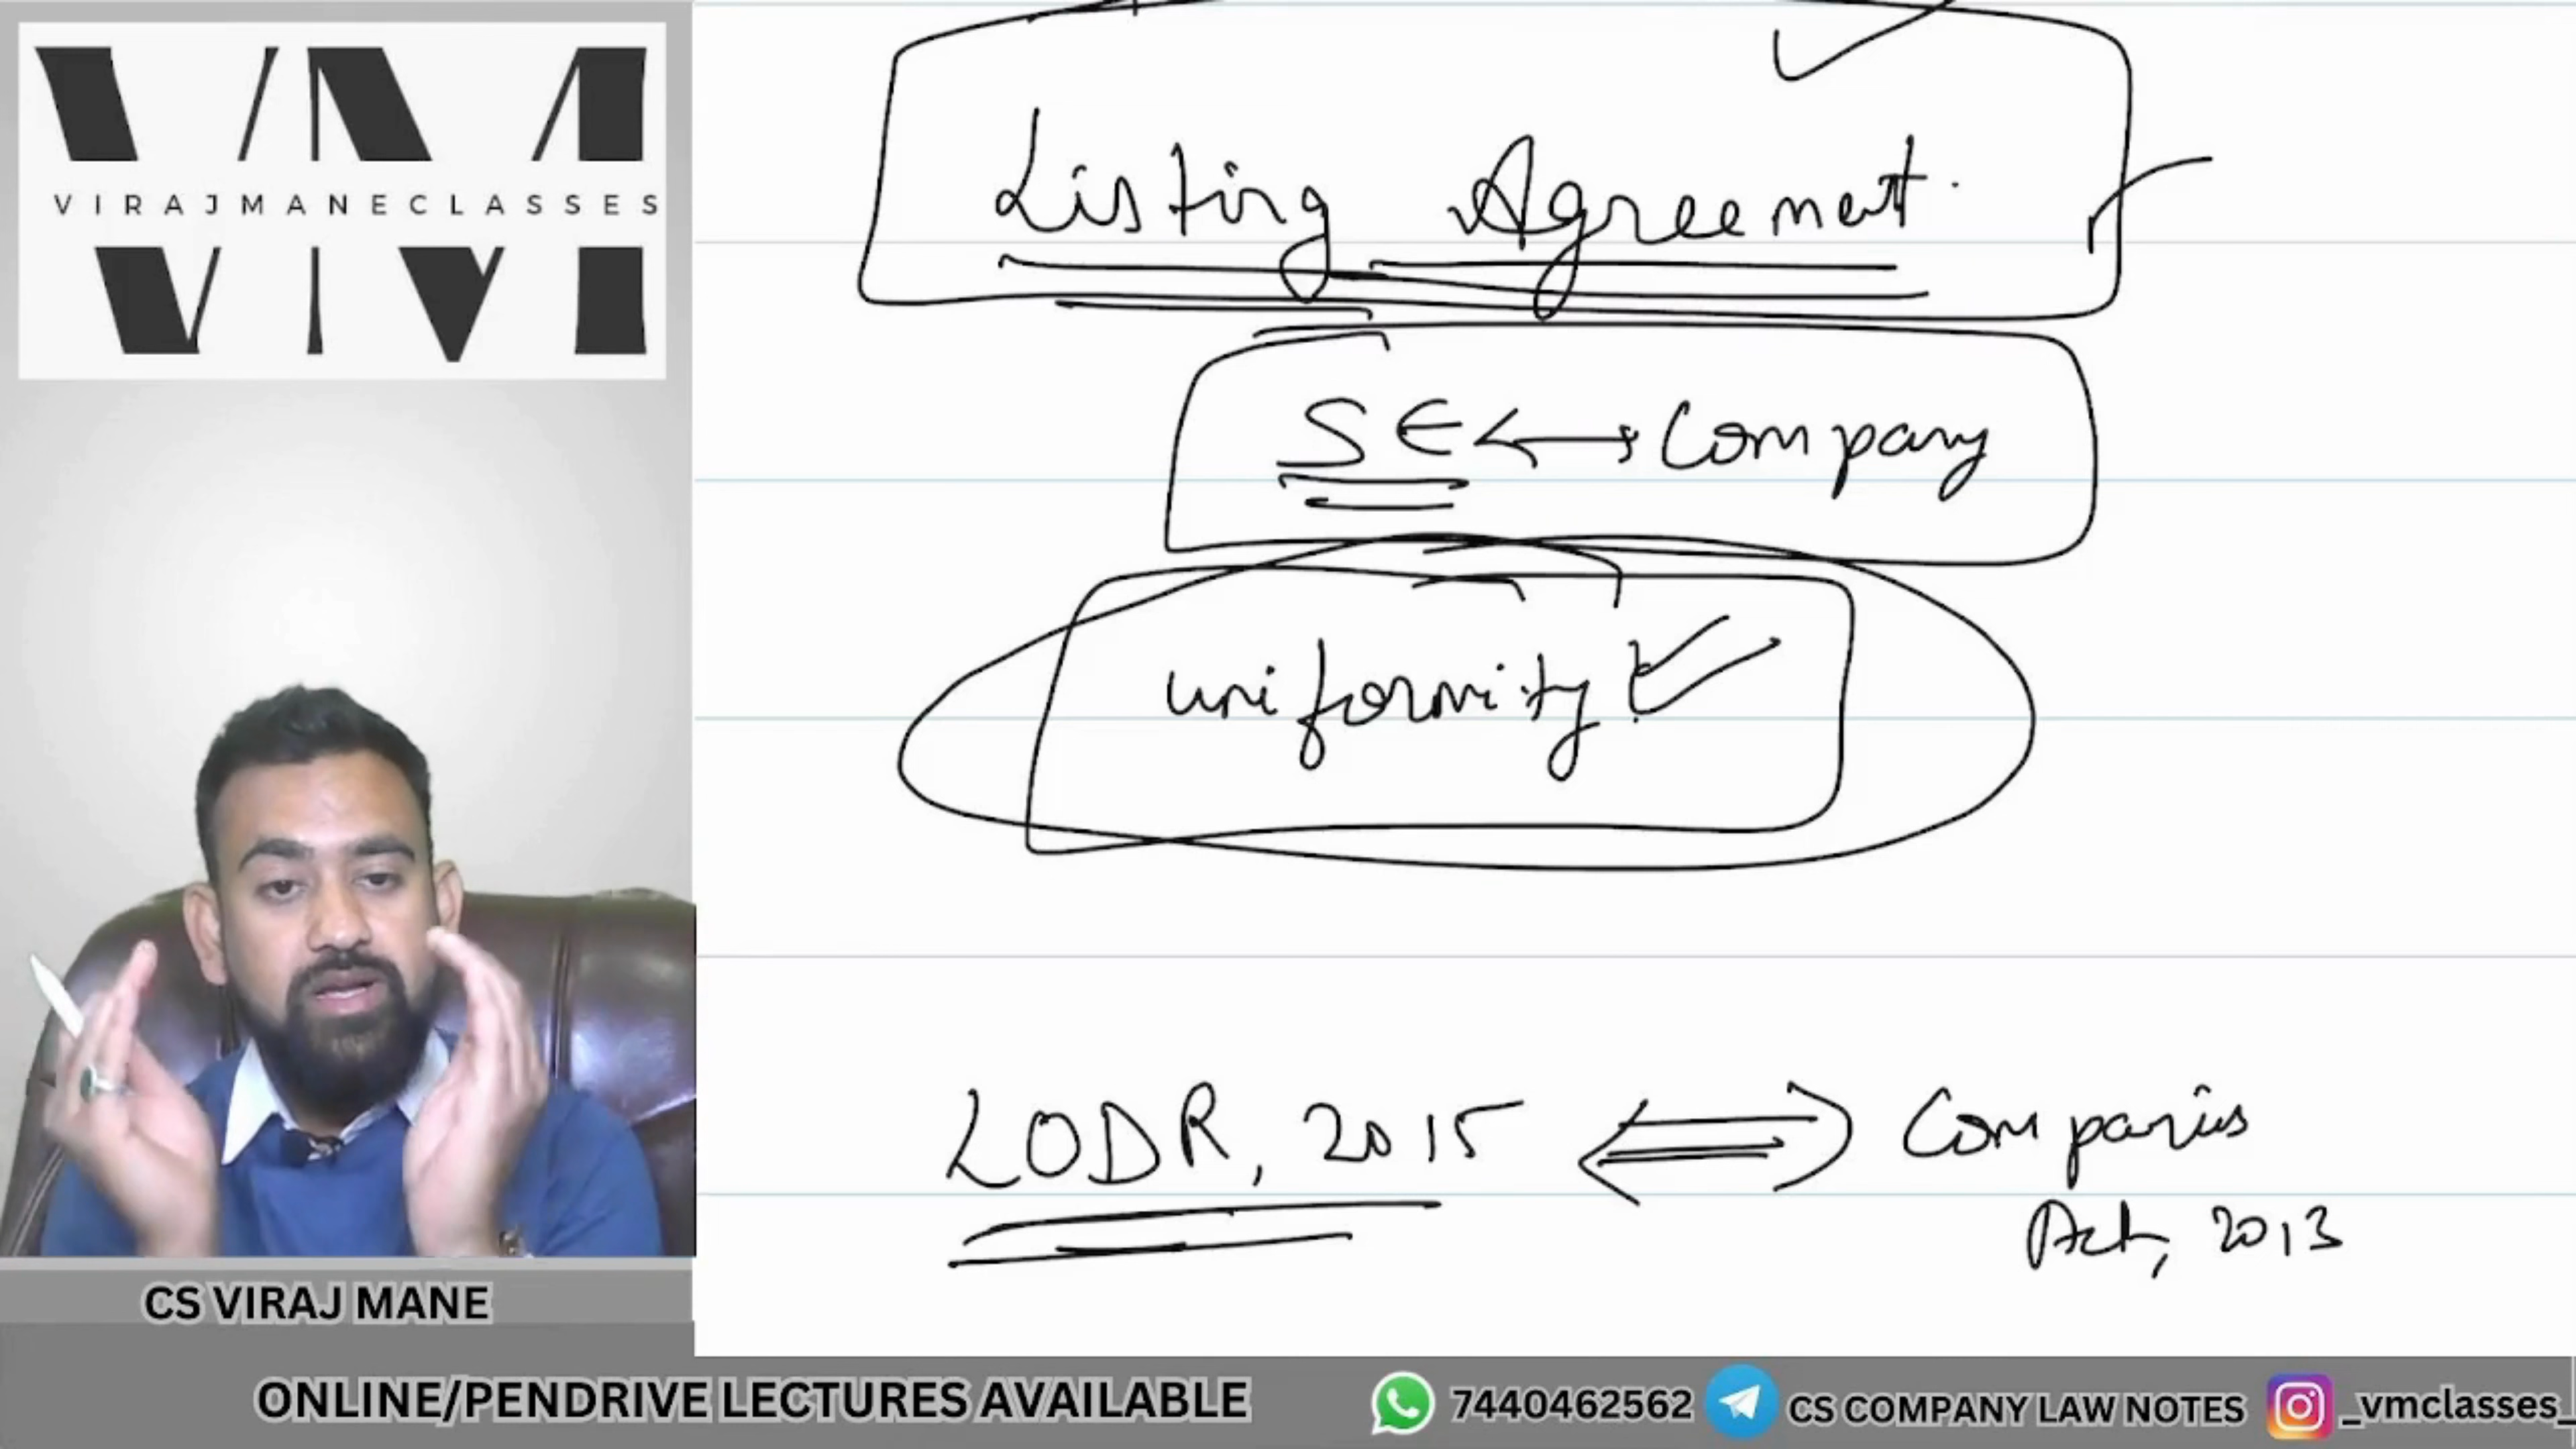 VIRAJMANECLASSES
Listing Agreement.
SE ↔ Company
uniformity
LODR, 2015 ⟺ Companies
Act, 2013
CS VIRAJ MANE
ONLINE/PENDRIVE LECTURES AVAILABLE
7440462562
CS COMPANY LAW NOTES
_vmclasses_